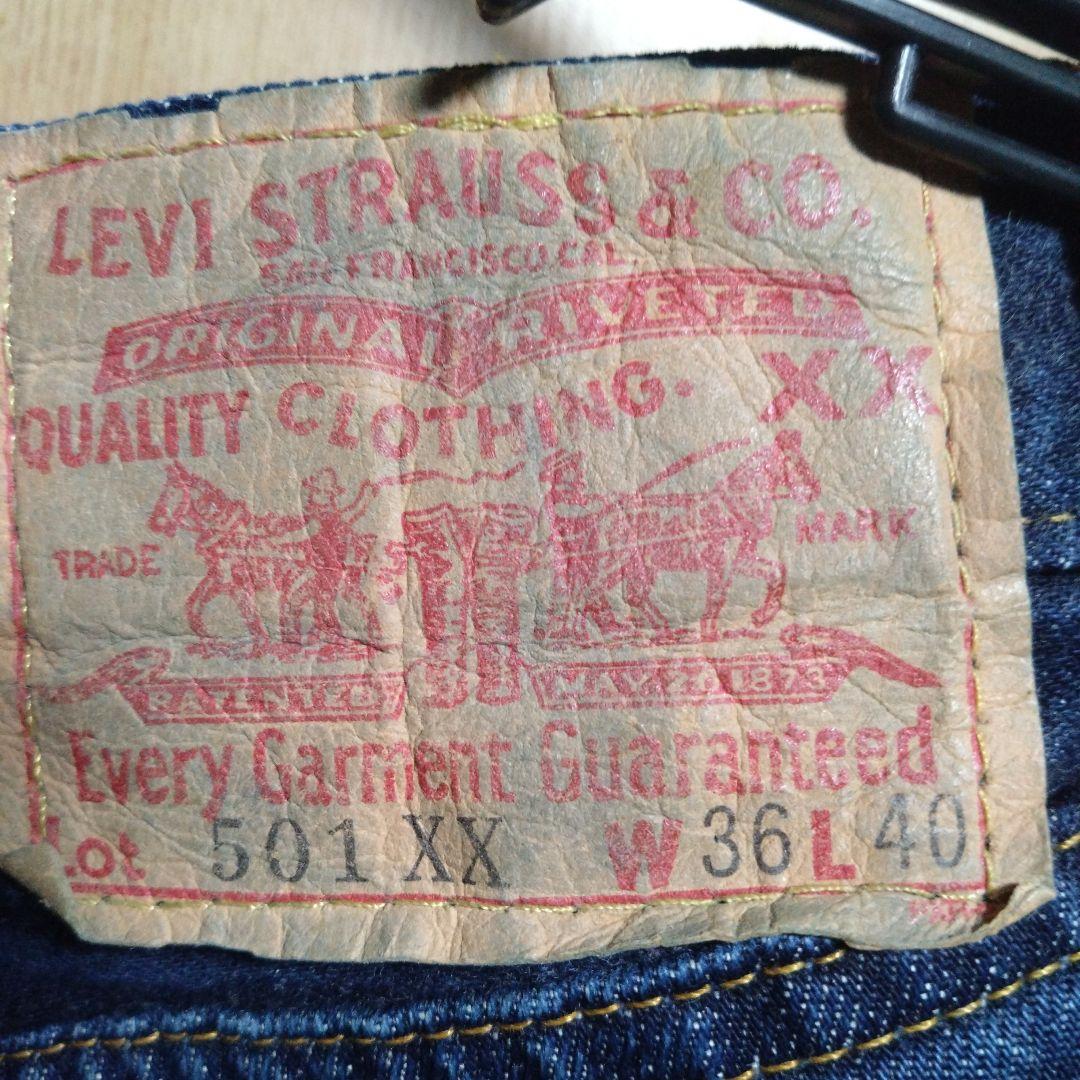 LEVI STRAUSS & CO.
SAN FRANCISCO, CAL.
ORIGINAL RIVETED
QUALITY CLOTHING. XX
TRADE MARK
PATENTED MAY 20 1873
Every Garment Guaranteed
Lot 501 XX W 36 L 40